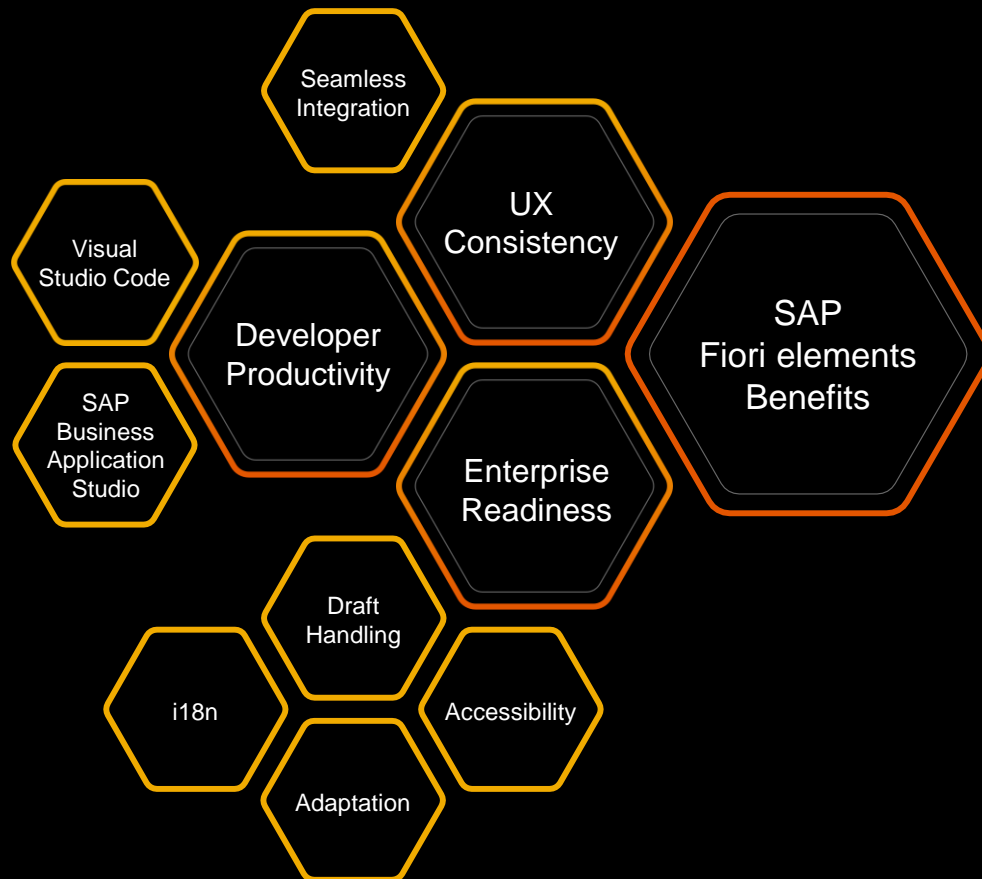 Seamless
Integration
UX
Consistency
Visual
Studio Code
Developer
Productivity
SAP
Fiori elements
Benefits
SAP
Business
Application
Studio
Enterprise
Readiness
Draft
Handling
i18n
Accessibility
Adaptation